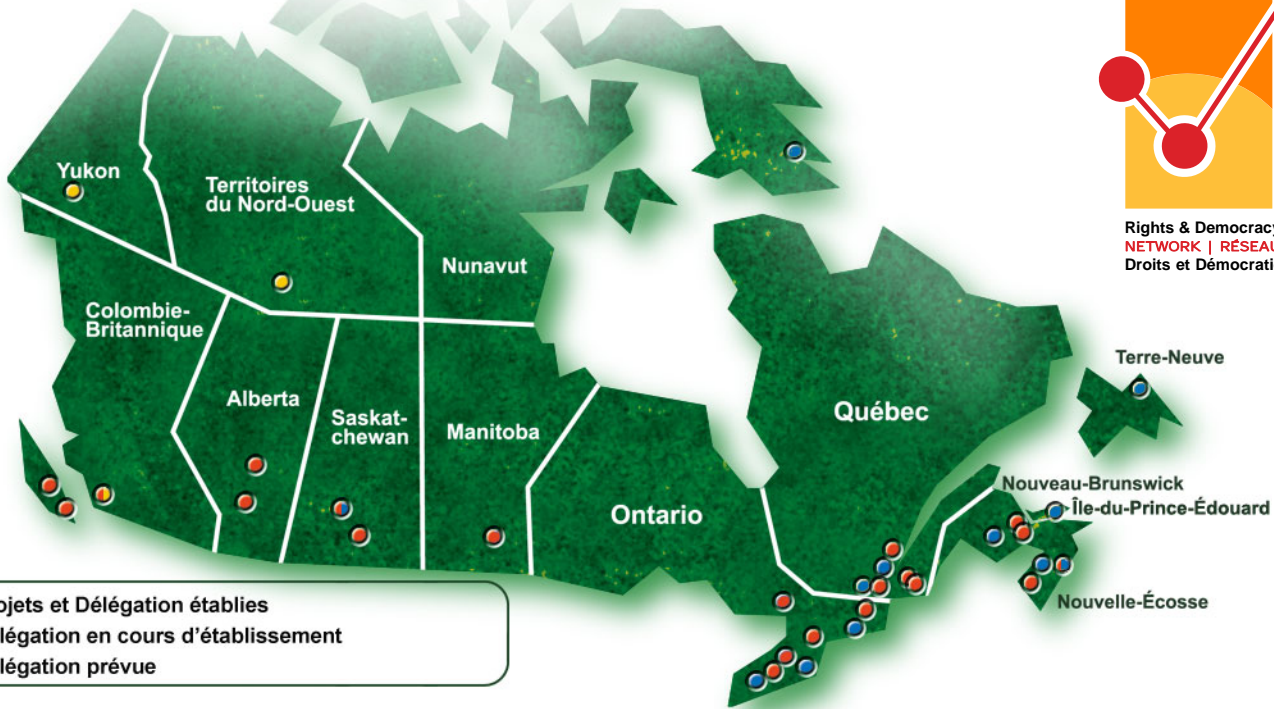 Yukon
Territoires
du Nord-Ouest
Nunavut
Colombie-
Britannique
Alberta
Saskat-
chewan
Manitoba
Ontario
Québec
Terre-Neuve
Nouveau-Brunswick
Île-du-Prince-Édouard
Nouvelle-Écosse
Rights & Democracy
NETWORK | RÉSEAU
Droits et Démocrati
ojets et Délégation établies
légation en cours d'établissement
légation prévue